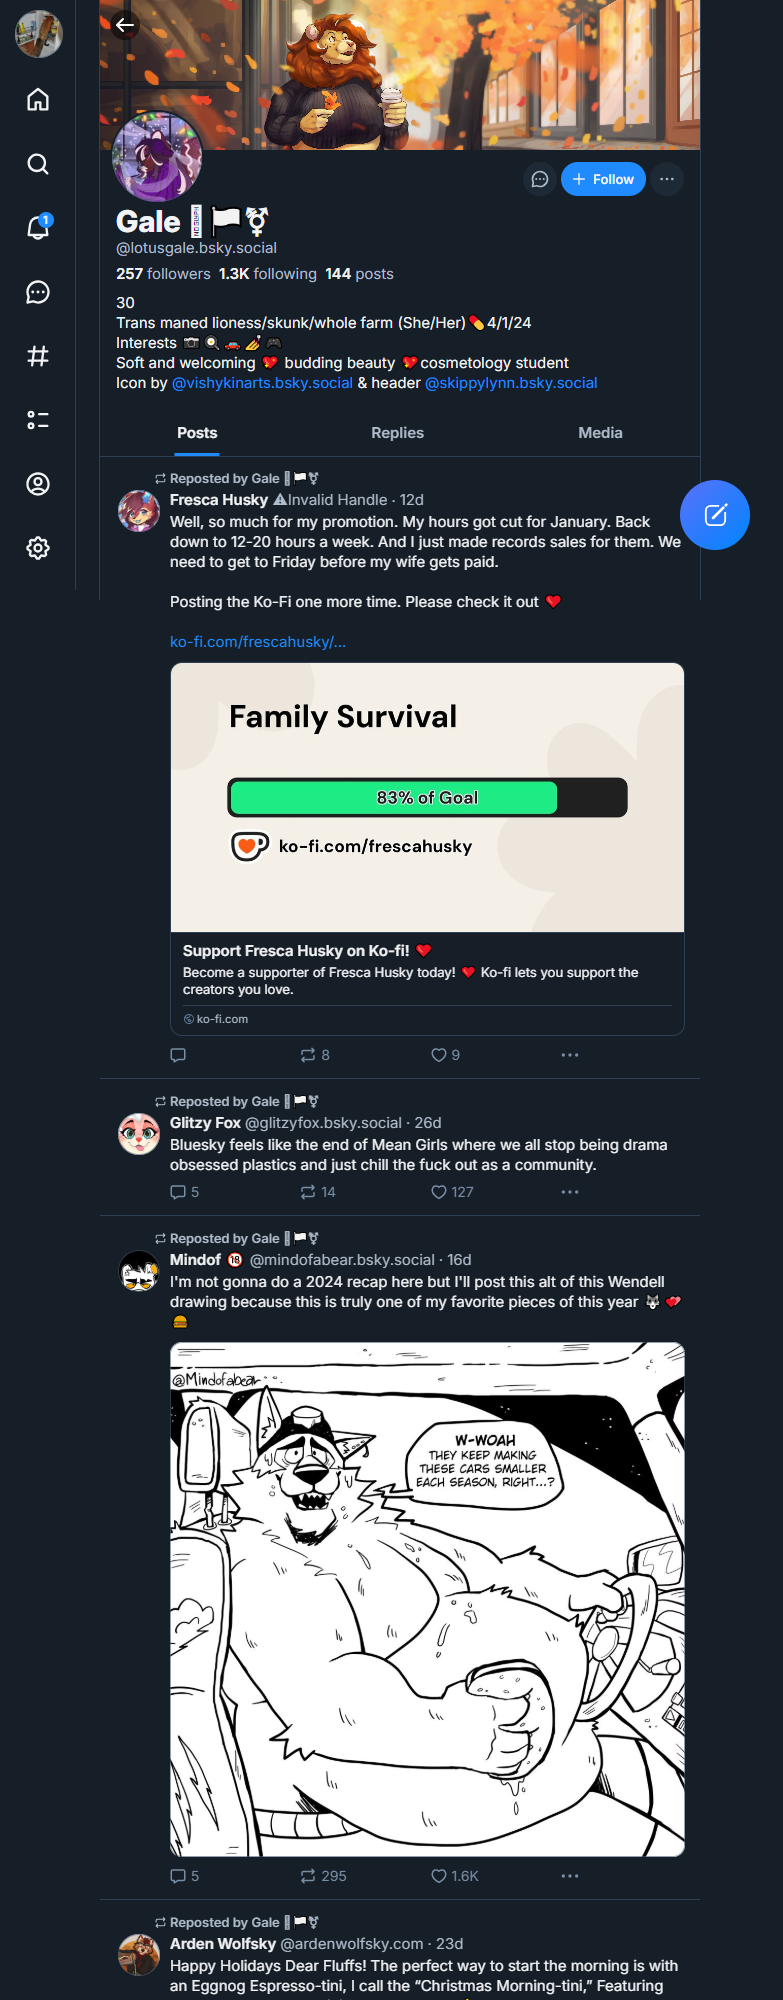 1
Follow
Gale 🏳️‍⚧️
@lotusgale.bsky.social
257 followers 1.3K following 144 posts
30
Trans maned lioness/skunk/whole farm (She/Her)💊4/1/24
Interests 📷 🍳 🚗 💅 🎮
Soft and welcoming 💖 budding beauty 💖cosmetology student
Icon by @vishykinarts.bsky.social & header @skippylynn.bsky.social
Posts Replies Media
Reposted by Gale 🏳️‍⚧️
Fresca Husky ⚠Invalid Handle · 12d
Well, so much for my promotion. My hours got cut for January. Back
down to 12-20 hours a week. And I just made records sales for them. We
need to get to Friday before my wife gets paid.
Posting the Ko-Fi one more time. Please check it out ❤️
ko-fi.com/frescahusky/...
Family Survival
83% of Goal
ko-fi.com/frescahusky
Support Fresca Husky on Ko-fi! ❤️
Become a supporter of Fresca Husky today! ❤️ Ko-fi lets you support the
creators you love.
ko-fi.com
8 9
Reposted by Gale 🏳️‍⚧️
Glitzy Fox @glitzyfox.bsky.social · 26d
Bluesky feels like the end of Mean Girls where we all stop being drama
obsessed plastics and just chill the fuck out as a community.
5 14 127
Reposted by Gale 🏳️‍⚧️
Mindof 🔞 @mindofabear.bsky.social · 16d
I'm not gonna do a 2024 recap here but I'll post this alt of this Wendell
drawing because this is truly one of my favorite pieces of this year 🐺 💕
🍔
@Mindofabear
W-WOAH
THEY KEEP MAKING
THESE CARS SMALLER
EACH SEASON, RIGHT...?
5 295 1.6K
Reposted by Gale 🏳️‍⚧️
Arden Wolfsky @ardenwolfsky.com · 23d
Happy Holidays Dear Fluffs! The perfect way to start the morning is with
an Eggnog Espresso-tini, I call the “Christmas Morning-tini,” Featuring